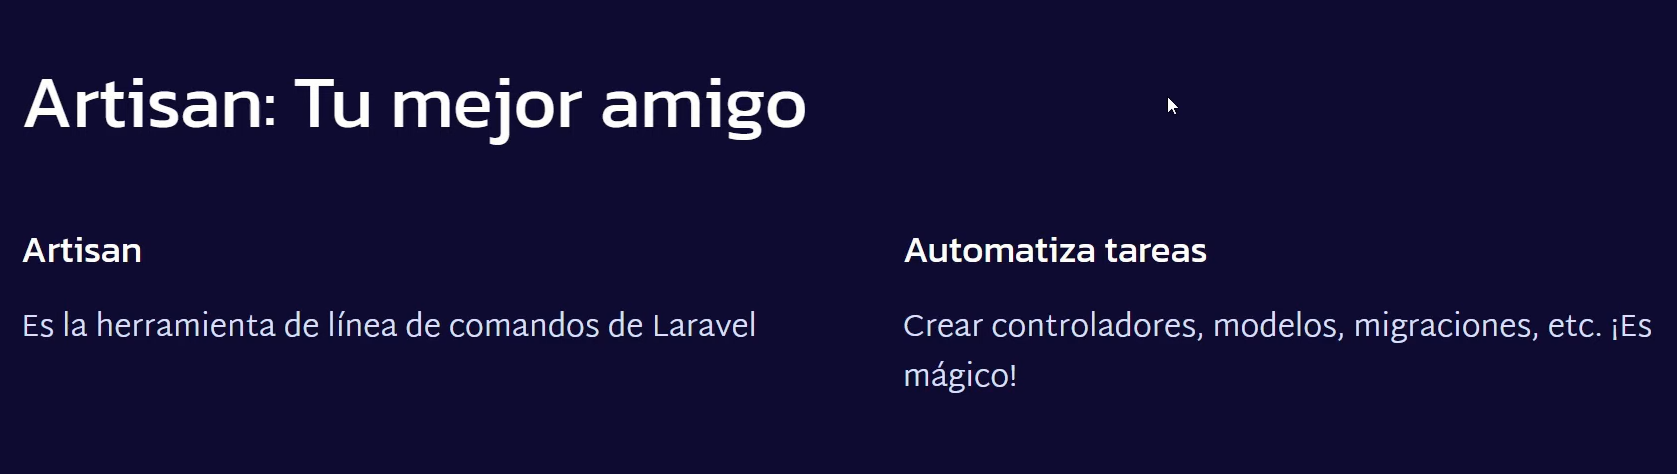 Artisan: Tu mejor amigo
Artisan
Es la herramienta de línea de comandos de Laravel
Automatiza tareas
Crear controladores, modelos, migraciones, etc. ¡Es
mágico!